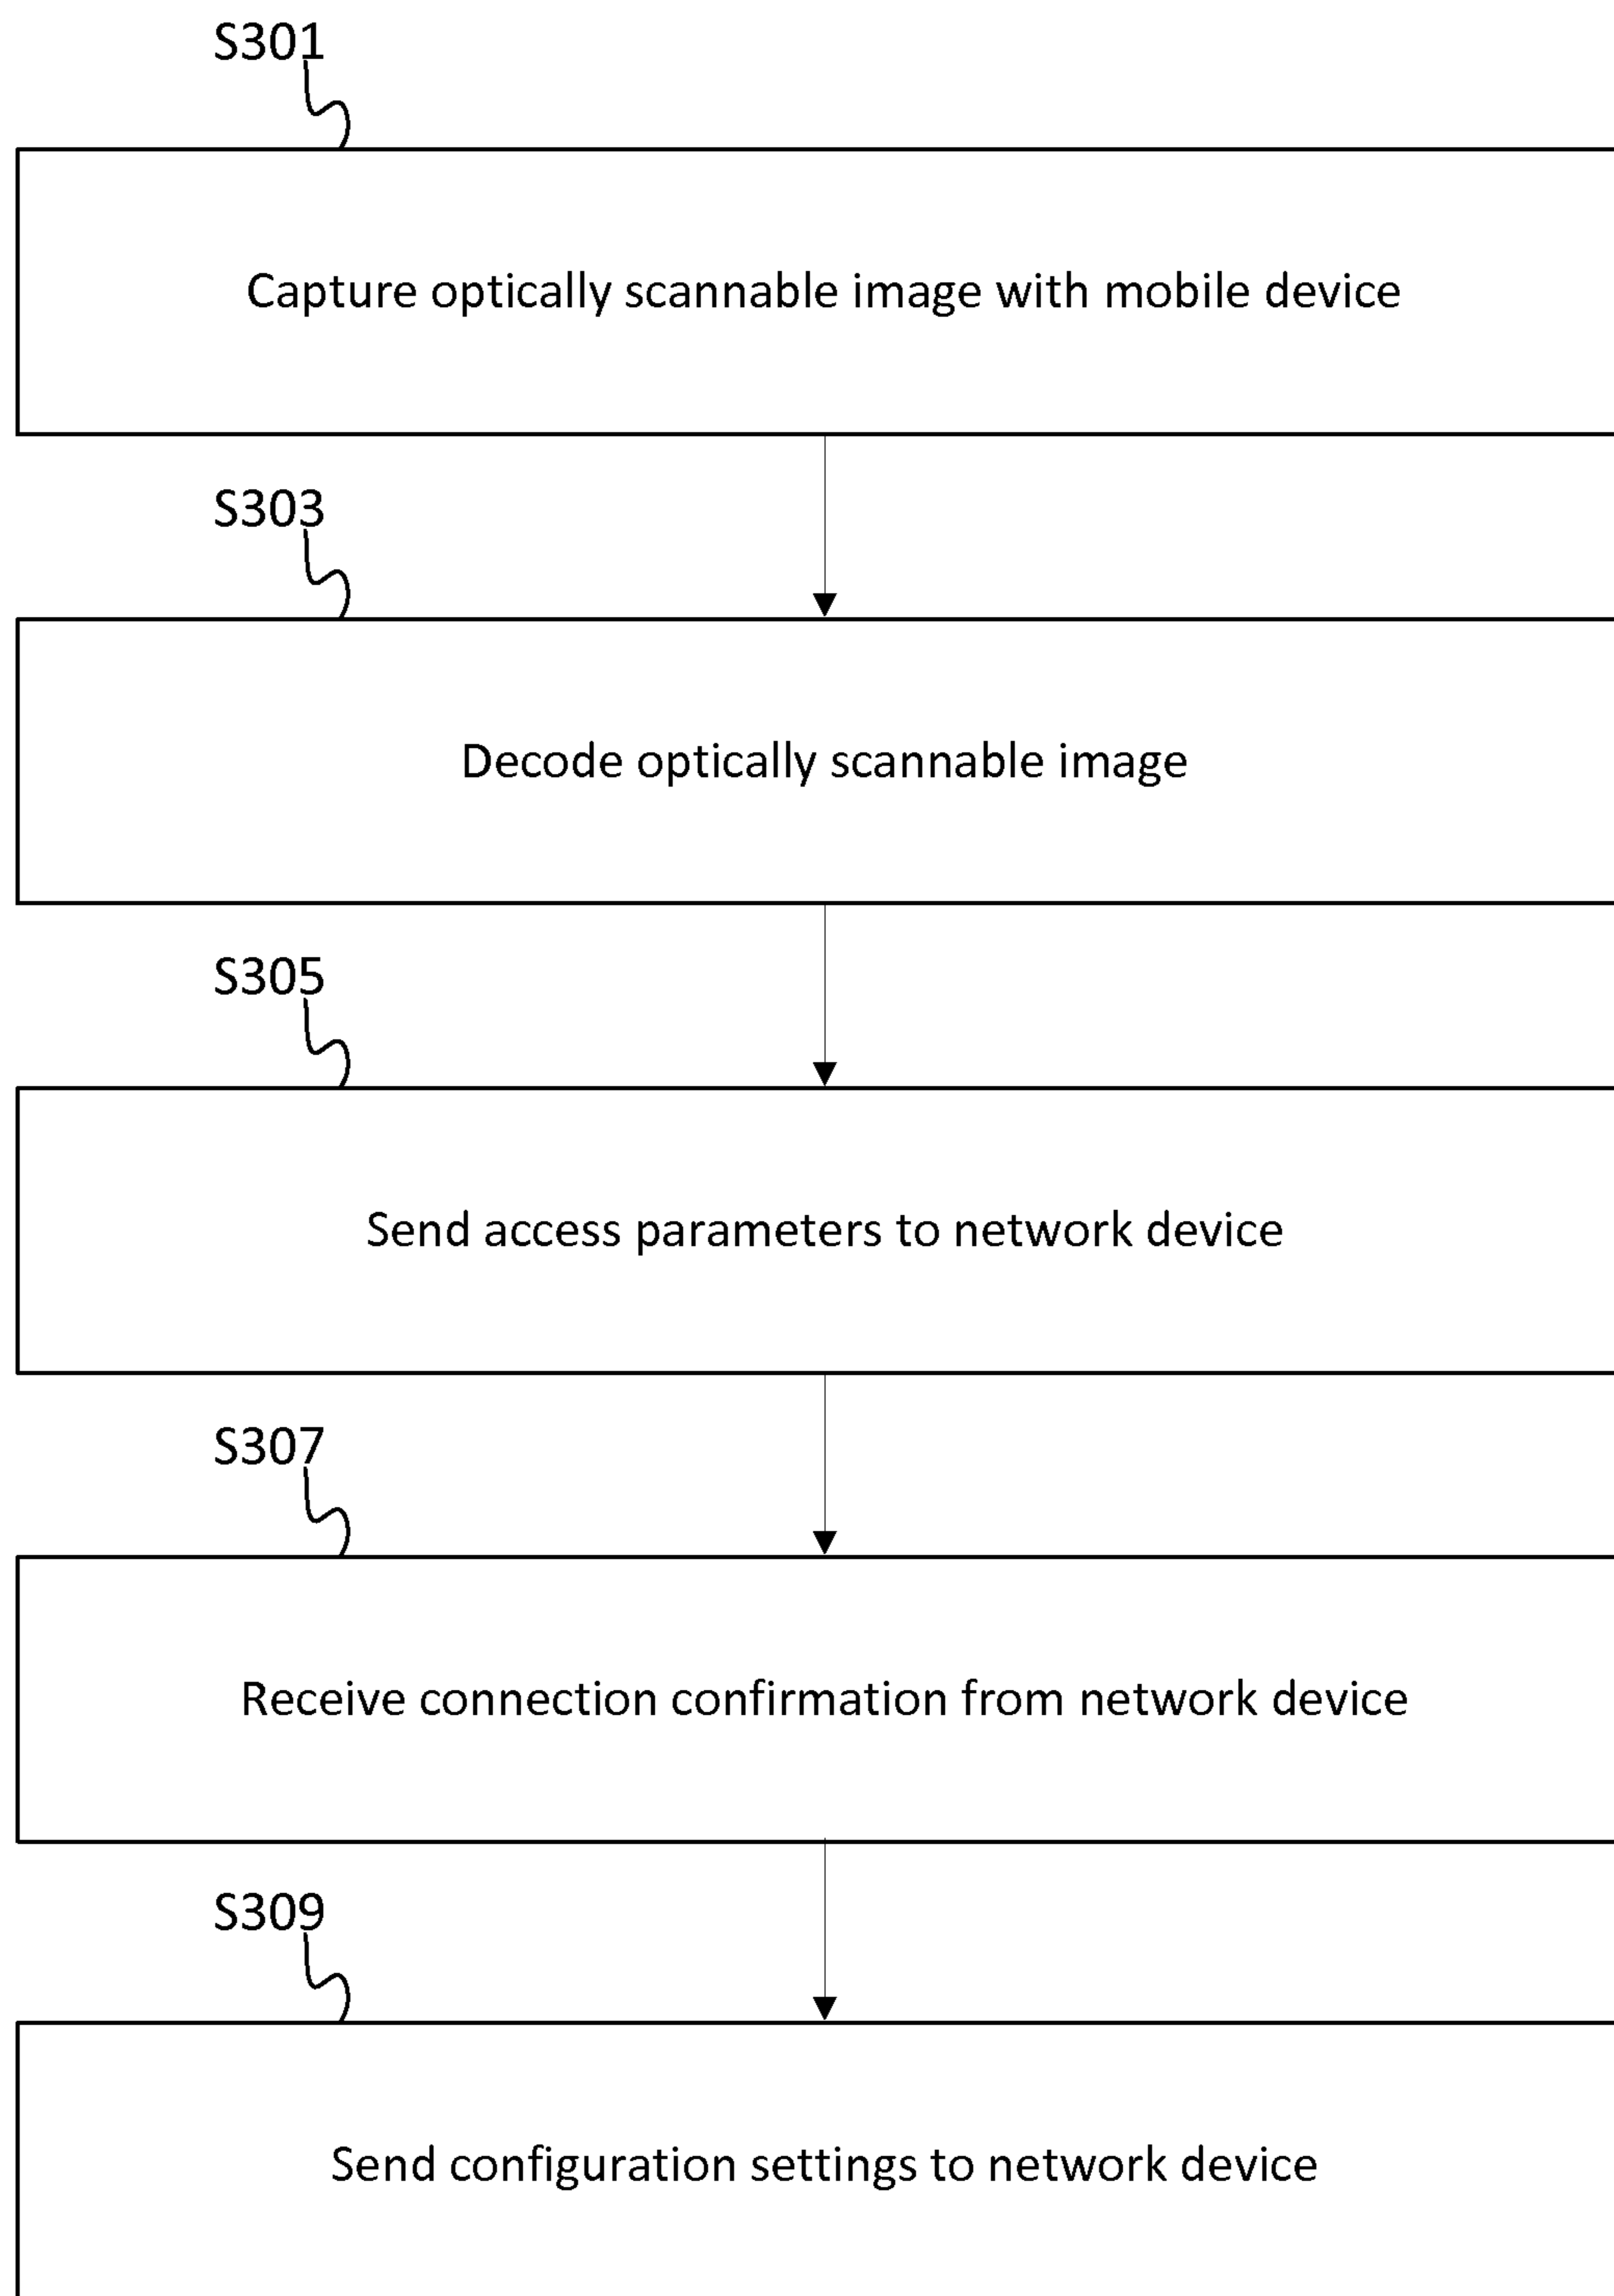 S301
Capture optically scannable image with mobile device
S303
Decode optically scannable image
S305
Send access parameters to network device
S307
Receive connection confirmation from network device
S309
Send configuration settings to network device